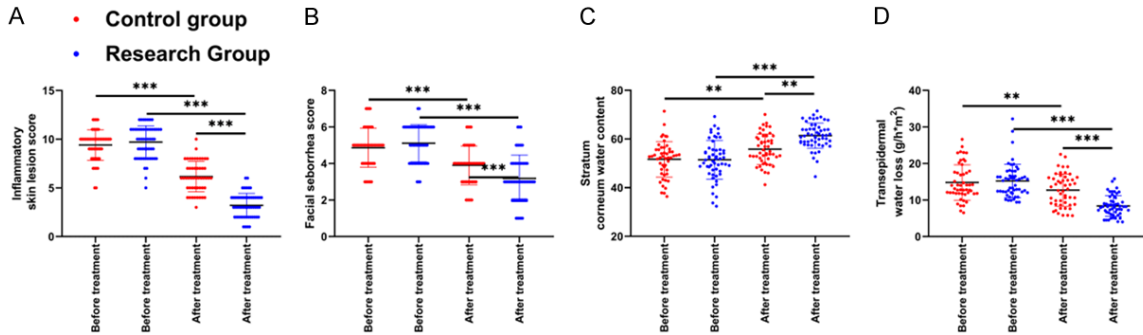 A
Control group
Research Group
Inflammatory
skin lesion score
15
10
5
0
***
***
***
Before treatment
Before treatment
After treatment
After treatment
B
Facial seborrhea score
8
6
4
2
0
***
***
***
Before treatment
Before treatment
After treatment
After treatment
C
Stratum
corneum water content
80
60
40
20
***
**
**
Before treatment
Before treatment
After treatment
After treatment
D
Transepidermal
water loss (g/h*m²)
40
30
20
10
0
**
***
***
Before treatment
Before treatment
After treatment
After treatment